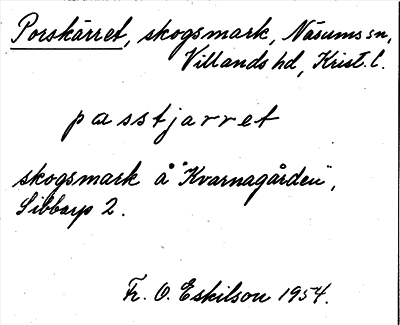 Porskärret, skogsmark, Näsums sn,
Villands hd, Krist. l.
passtjarret
skogsmark å "Kvarnagården",
Sibbarp 2.
Fr. O. Eskilson 1954.